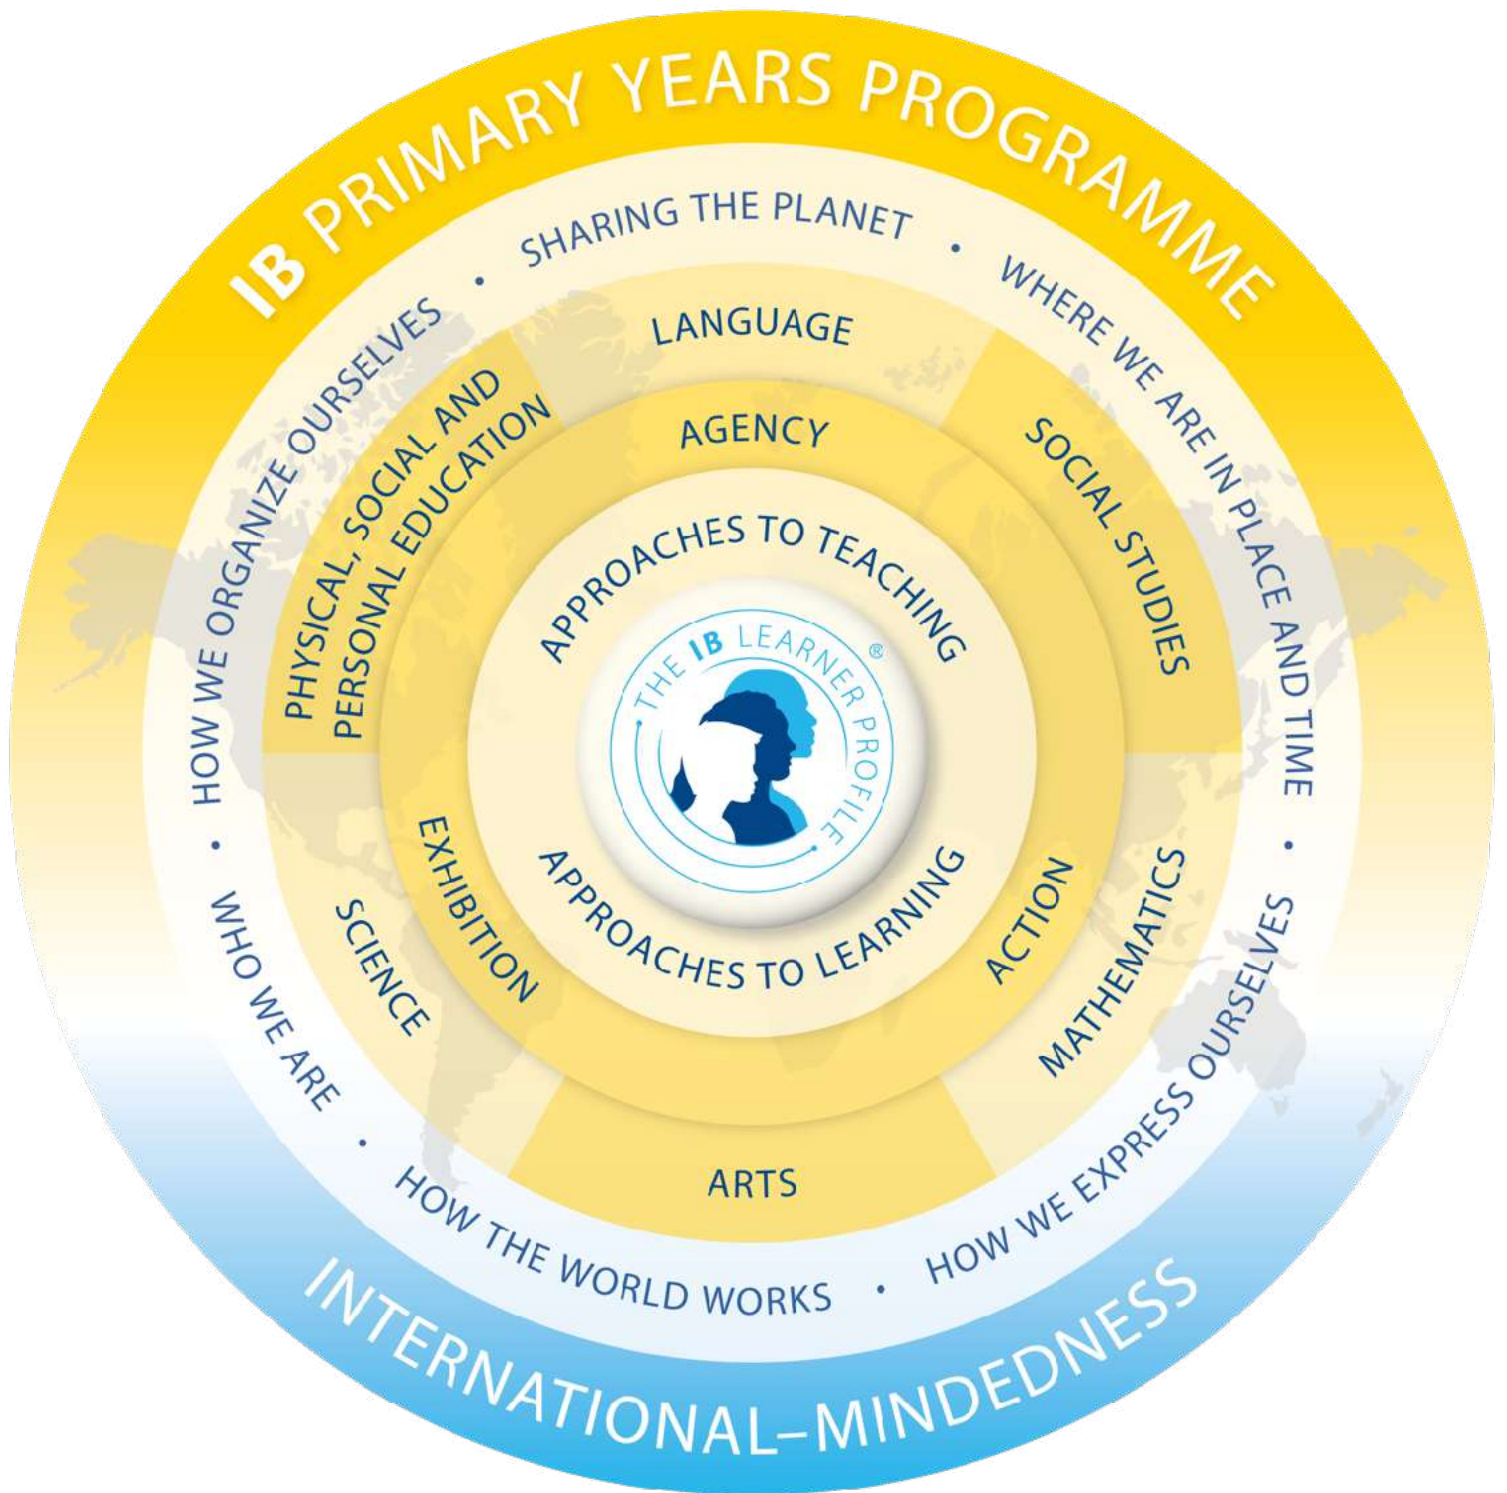 IB PRIMARY YEARS PROGRAMME
SHARING THE PLANET
•
WHERE WE ARE IN PLACE AND TIME
•
HOW WE EXPRESS OURSELVES
•
HOW THE WORLD WORKS
•
WHO WE ARE
•
HOW WE ORGANIZE OURSELVES
•
LANGUAGE
SOCIAL STUDIES
MATHEMATICS
ARTS
SCIENCE
PHYSICAL, SOCIAL AND
PERSONAL EDUCATION
AGENCY
ACTION
EXHIBITION
APPROACHES TO TEACHING
APPROACHES TO LEARNING
THE IB LEARNER PROFILE
®
INTERNATIONAL–MINDEDNESS